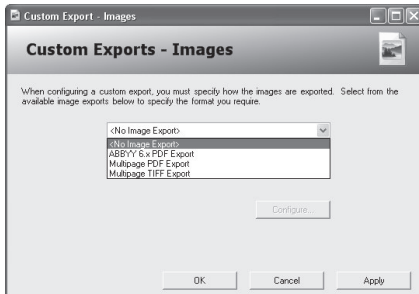 Custom Export - Images
Custom Exports - Images
When configuring a custom export, you must specify how the images are exported. Select from the
available image exports below to specify the format you require.
<No Image Export>
<No Image Export>
ABBYY 6.x PDF Export
Multipage PDF Export
Multipage TIFF Export
Configure...
OK
Cancel
Apply